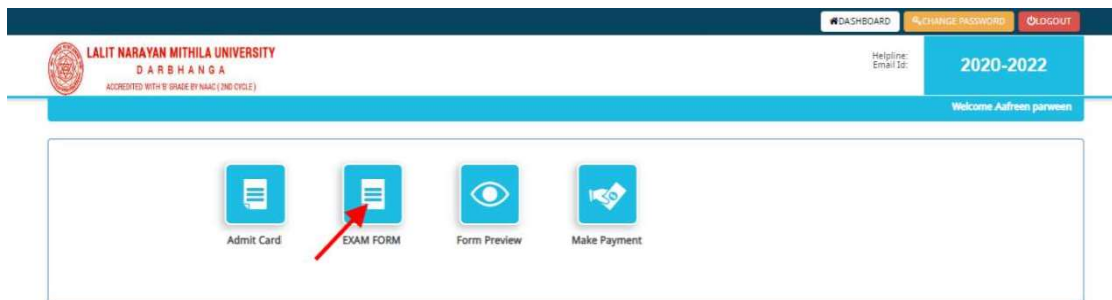 DASHBOARD
CHANGE PASSWORD
LOGOUT
LALIT NARAYAN MITHILA UNIVERSITY
DARBHANGA
ACCREDITED WITH 'B' GRADE BY NAAC ( 2ND CYCLE )
Helpline:
Email Id:
2020-2022
Welcome Aafreen parween
Admit Card
EXAM FORM
Form Preview
Make Payment